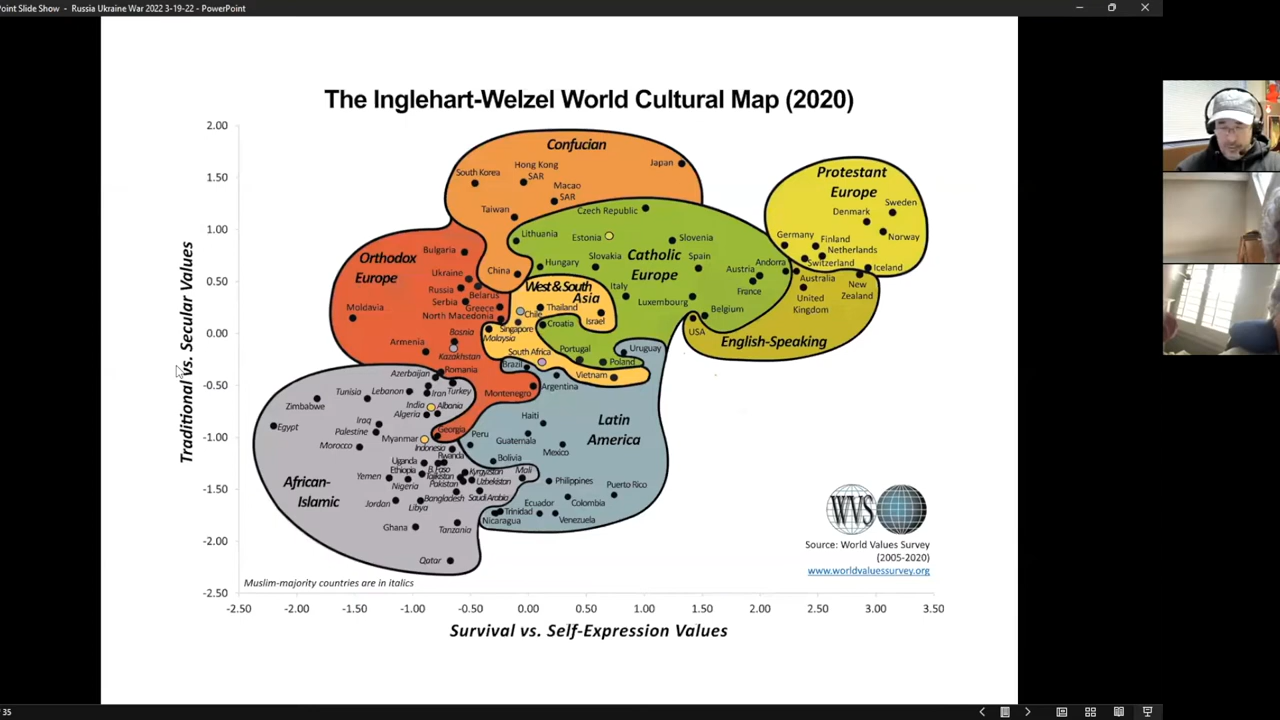 Point Slide Show - Russia Ukraine War 2022 3-19-22 - PowerPoint
The Inglehart-Welzel World Cultural Map (2020)
2.00
1.50
1.00
0.50
0.00
-0.50
-1.00
-1.50
-2.00
-2.50
Traditional vs. Secular Values
Confucian
Hong Kong
SAR
Japan
South Korea
Macao
SAR
Taiwan
Protestant
Europe
Sweden
Denmark
Norway
Germany
Finland
Netherlands
Switzerland
Iceland
Andorra
Czech Republic
Lithuania
Estonia
Slovenia
Hungary
Slovakia
Catholic
Europe
Spain
Austria
France
Italy
Luxembourg
Belgium
Australia
United
Kingdom
New
Zealand
USA
English-Speaking
Orthodox
Europe
Bulgaria
China
Ukraine
Russia
Belarus
Serbia
Greece
North Macedonia
Moldavia
Bosnia
Armenia
Kazakhstan
Romania
Montenegro
Georgia
West & South
Asia
Thailand
Chile
Israel
Singapore
Malaysia
Croatia
South Africa
Portugal
Poland
Uruguay
Brazil
Vietnam
Argentina
Latin
America
Haiti
Peru
Guatemala
Mexico
Bolivia
Mali
Philippines
Puerto Rico
Ecuador
Colombia
Trinidad
Nicaragua
Venezuela
Azerbaijan
Tunisia
Lebanon
Iran
Turkey
Zimbabwe
India
Albania
Algeria
Egypt
Iraq
Palestine
Myanmar
Morocco
Indonesia
Rwanda
Uganda
Ethiopia
B. Faso
Tajikistan
Kyrgyzstan
Yemen
Nigeria
Pakistan
Uzbekistan
African-
Islamic
Jordan
Bangladesh
Saudi Arabia
Libya
Ghana
Tanzania
Qatar
Muslim-majority countries are in italics
WVS
Source: World Values Survey
(2005-2020)
www.worldvaluessurvey.org
-2.50 -2.00 -1.50 -1.00 -0.50 0.00 0.50 1.00 1.50 2.00 2.50 3.00 3.50
Survival vs. Self-Expression Values
35